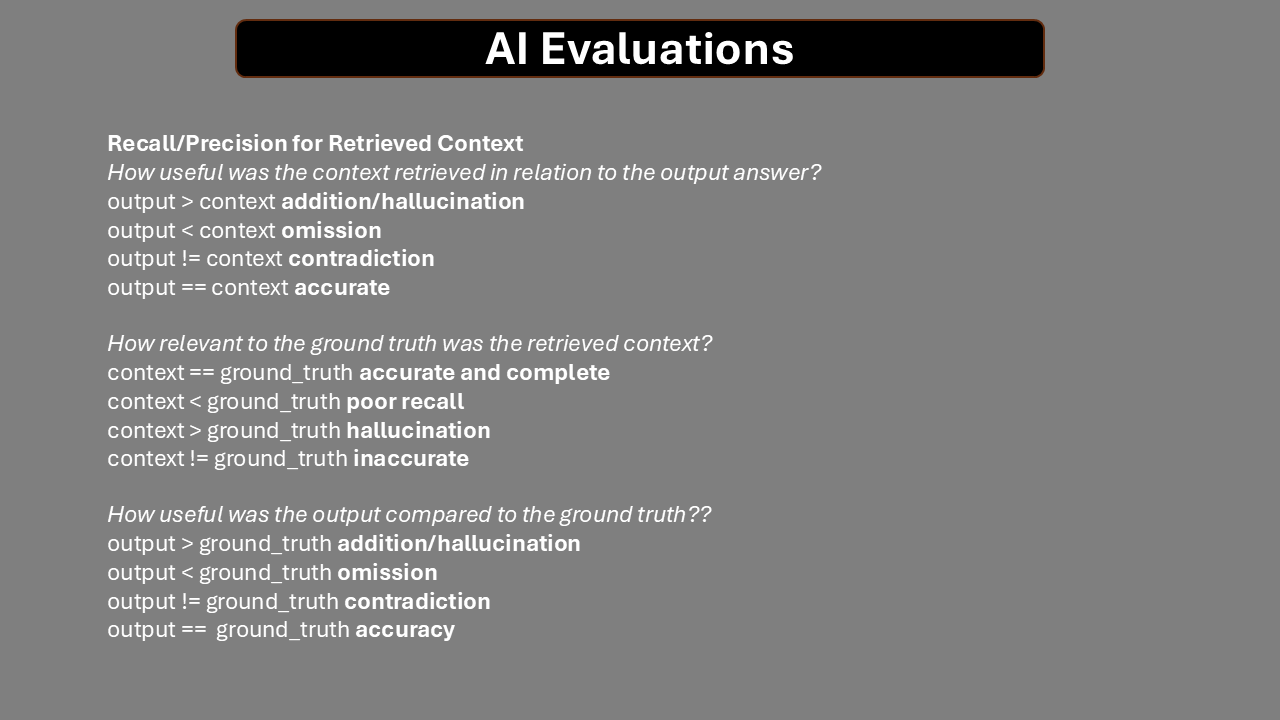 AI Evaluations
Recall/Precision for Retrieved Context
How useful was the context retrieved in relation to the output answer?
output > context addition/hallucination
output < context omission
output != context contradiction
output == context accurate
How relevant to the ground truth was the retrieved context?
context == ground_truth accurate and complete
context < ground_truth poor recall
context > ground_truth hallucination
context != ground_truth inaccurate
How useful was the output compared to the ground truth??
output > ground_truth addition/hallucination
output < ground_truth omission
output != ground_truth contradiction
output ==  ground_truth accuracy